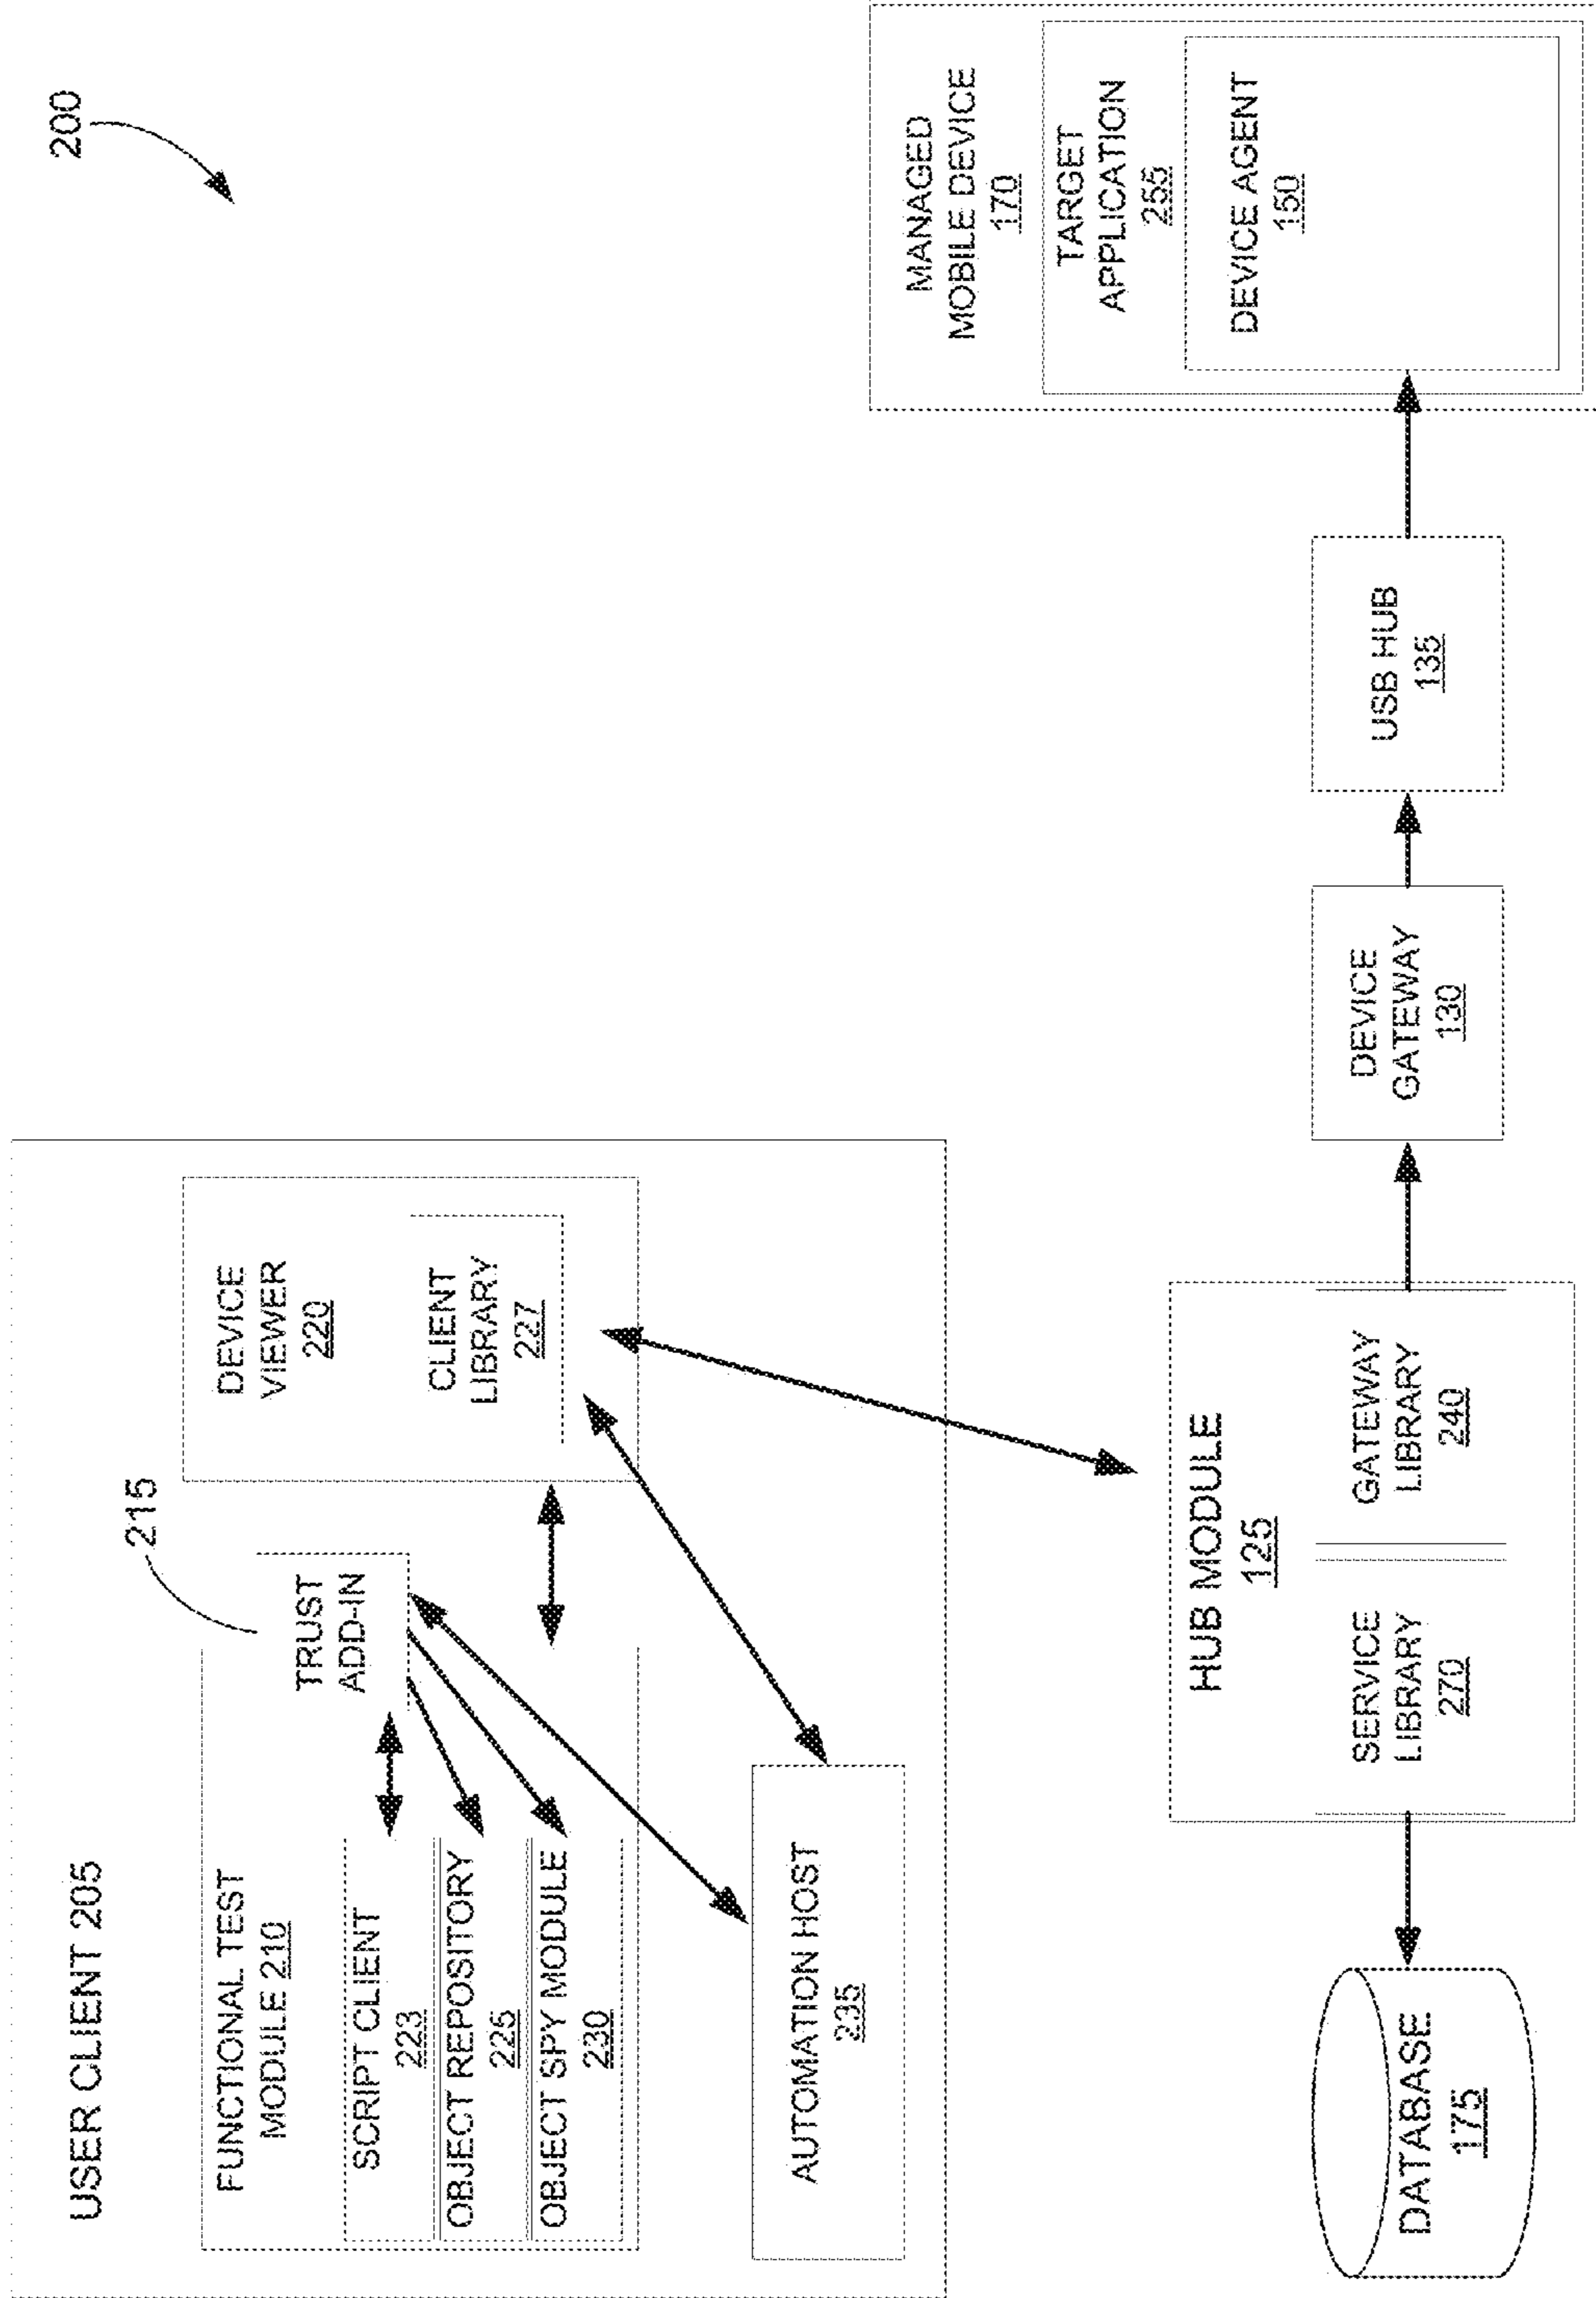 200
USER CLIENT 205
FUNCTIONAL TEST
MODULE 210
TRUST
ADD-IN
215
SCRIPT CLIENT
223
OBJECT REPOSITORY
225
OBJECT SPY MODULE
230
DEVICE
VIEWER
220
CLIENT
LIBRARY
227
AUTOMATION HOST
235
MANAGED
MOBILE DEVICE
170
TARGET
APPLICATION
255
DEVICE AGENT
150
HUB MODULE
125
SERVICE
LIBRARY
270
GATEWAY
LIBRARY
240
DATABASE
175
DEVICE
GATEWAY
130
USB HUB
135